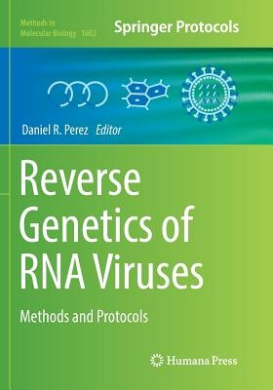 Methods in
Molecular Biology 1602
Springer Protocols
Daniel R. Perez Editor
Reverse
Genetics of
RNA Viruses
Methods and Protocols
Humana Press